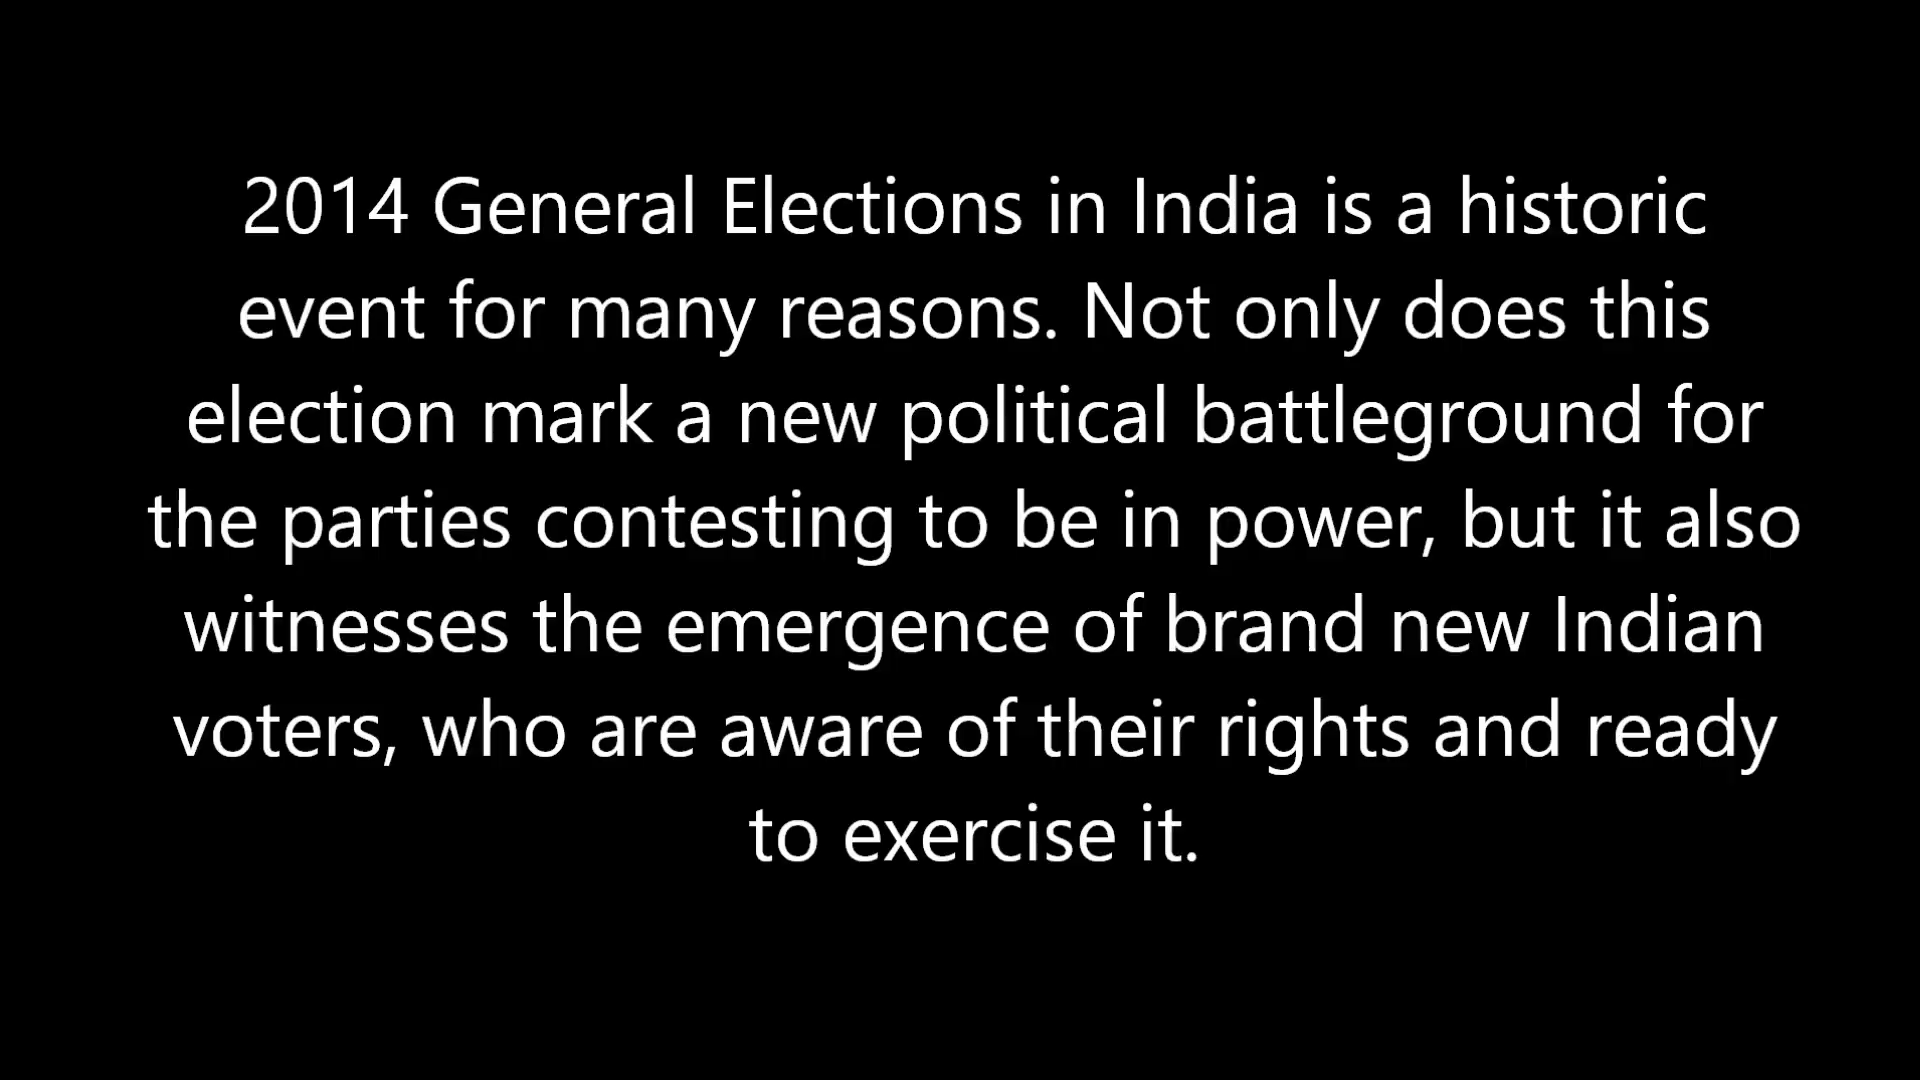 2014 General Elections in India is a historic
event for many reasons. Not only does this
election mark a new political battleground for
the parties contesting to be in power, but it also
witnesses the emergence of brand new Indian
voters, who are aware of their rights and ready
to exercise it.